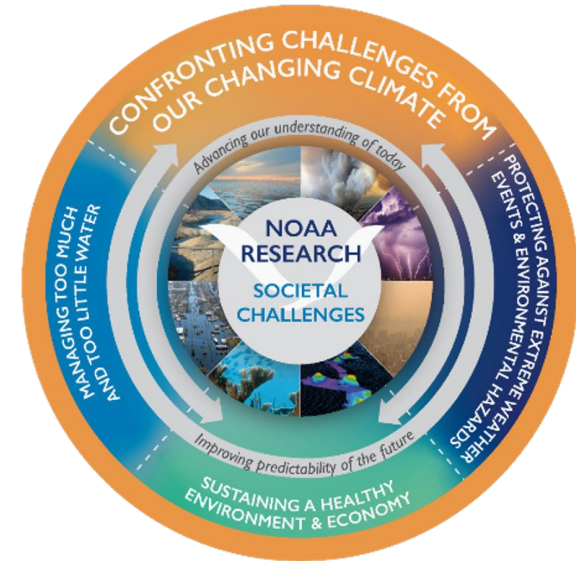 CONFRONTING CHALLENGES FROM
OUR CHANGING CLIMATE
Advancing our understanding of today
PROTECTING AGAINST EXTREME WEATHER
EVENTS & ENVIRONMENTAL HAZARDS
MANAGING TOO MUCH
AND TOO LITTLE WATER
NOAA
RESEARCH
SOCIETAL
CHALLENGES
Improving predictability of the future
SUSTAINING A HEALTHY
ENVIRONMENT & ECONOMY